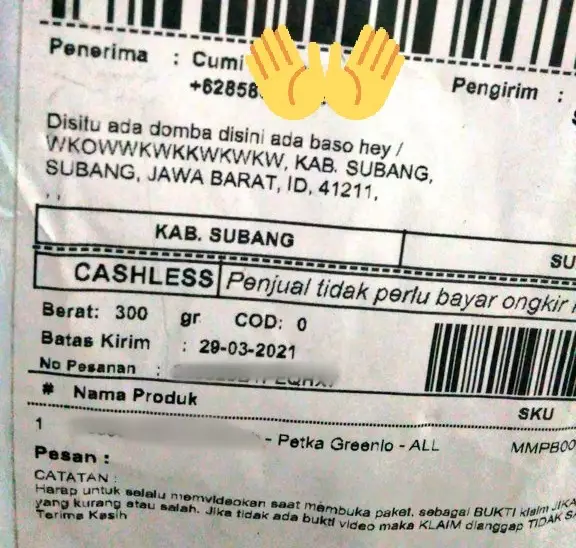 Penerima : Cumi
+62858
Pengirim :
Disitu ada domba disini ada baso hey /
WKOWWKWKKWKWKW, KAB. SUBANG,
SUBANG, JAWA BARAT, ID, 41211,
, ,
KAB. SUBANG
SU
CASHLESS Penjual tidak perlu bayar ongkir
Berat: 300 gr COD: 0
Batas Kirim : 29-03-2021
No Pesanan :
# Nama Produk SKU
1 - Petka Greenlo - ALL MMPB00
Pesan :
CATATAN :
Harap untuk selalu memvideokan saat membuka paket, sebagai BUKTI klaim JIKA
yang kurang atau salah. Jika tidak ada bukti video maka KLAIM dianggap TIDAK
Terima Kasih